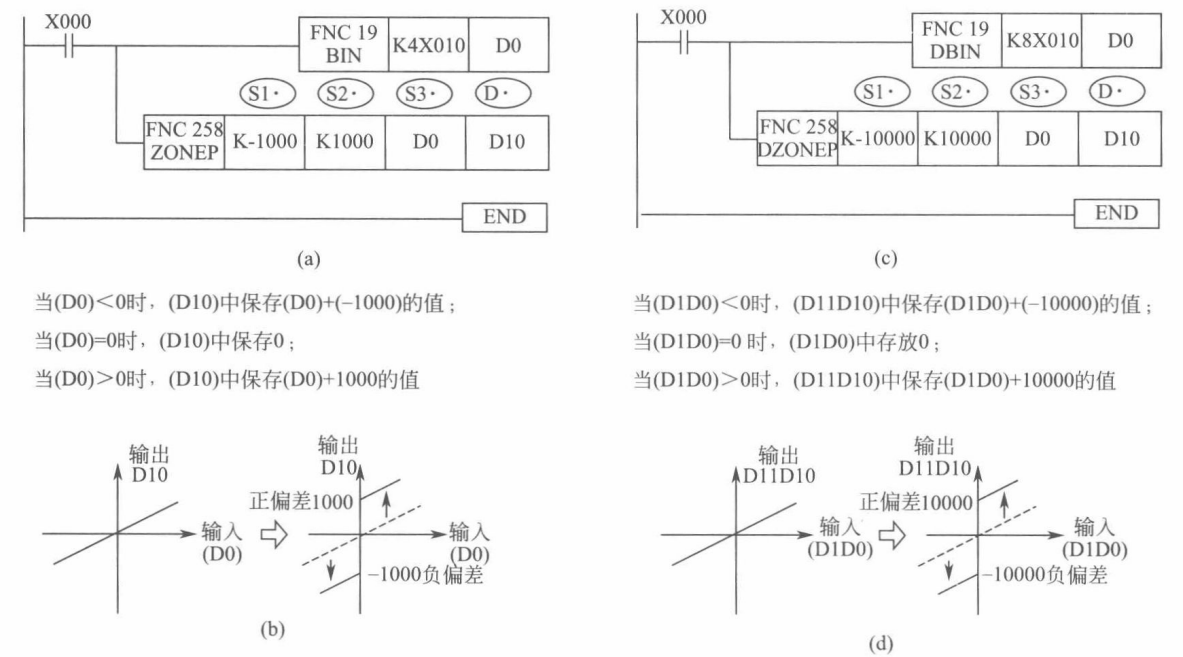 X000
FNC 19 BIN K4X010 D0
S1· S2· S3· D·
FNC 258 ZONEP K-1000 K1000 D0 D10
END
(a)
当(D0)<0时，(D10)中保存(D0)+(–1000)的值；
当(D0)=0时，(D10)中保存0；
当(D0)>0时，(D10)中保存(D0)+1000的值
输出
D10
输入
(D0)
输出
D10
正偏差1000
输入
(D0)
–1000负偏差
(b)
X000
FNC 19 DBIN K8X010 D0
S1· S2· S3· D·
FNC 258 DZONEP K-10000 K10000 D0 D10
END
(c)
当(D1D0)<0时，(D11D10)中保存(D1D0)+(–10000)的值；
当(D1D0)=0 时，(D1D0)中存放0；
当(D1D0)>0时，(D11D10)中保存(D1D0)+10000的值
输出
D11D10
输入
(D1D0)
输出
D11D10
正偏差10000
输入
(D1D0)
–10000负偏差
(d)